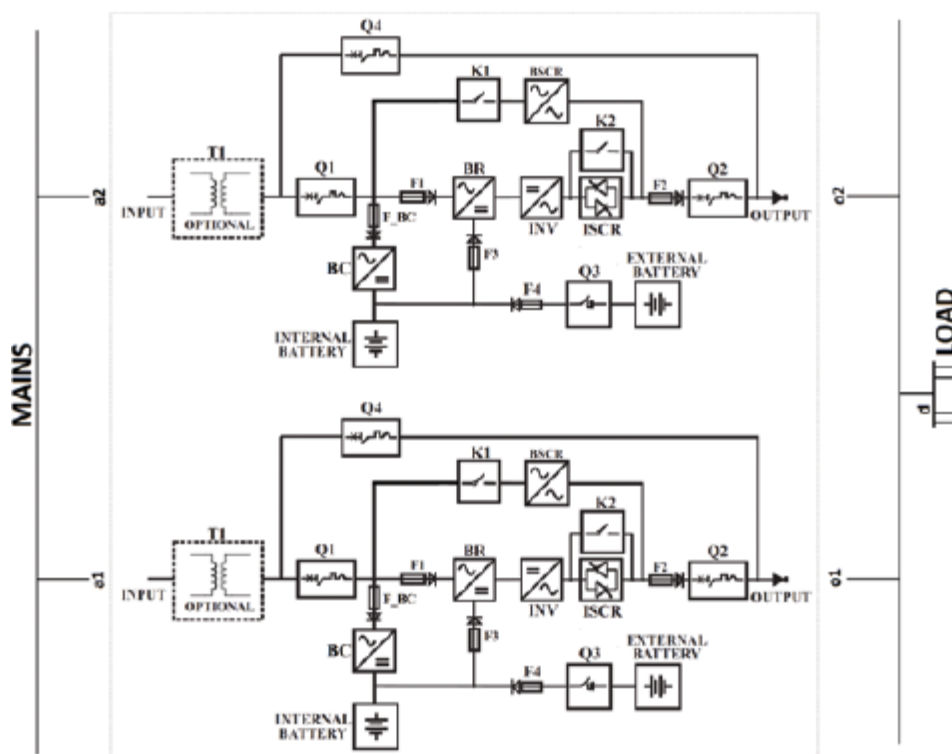 Q4
K1
BSCR
K2
T1
Q1
F1
BR
F2
Q2
a2
INPUT
OPTIONAL
F_BC
INV
ISCR
OUTPUT
c2
F3
BC
EXTERNAL
BATTERY
Q3
F4
INTERNAL
BATTERY
MAINS
LOAD
d
Q4
K1
BSCR
K2
T1
Q1
F1
BR
F2
Q2
INPUT
OPTIONAL
F_BC
INV
ISCR
OUTPUT
F3
BC
EXTERNAL
BATTERY
Q3
F4
INTERNAL
BATTERY